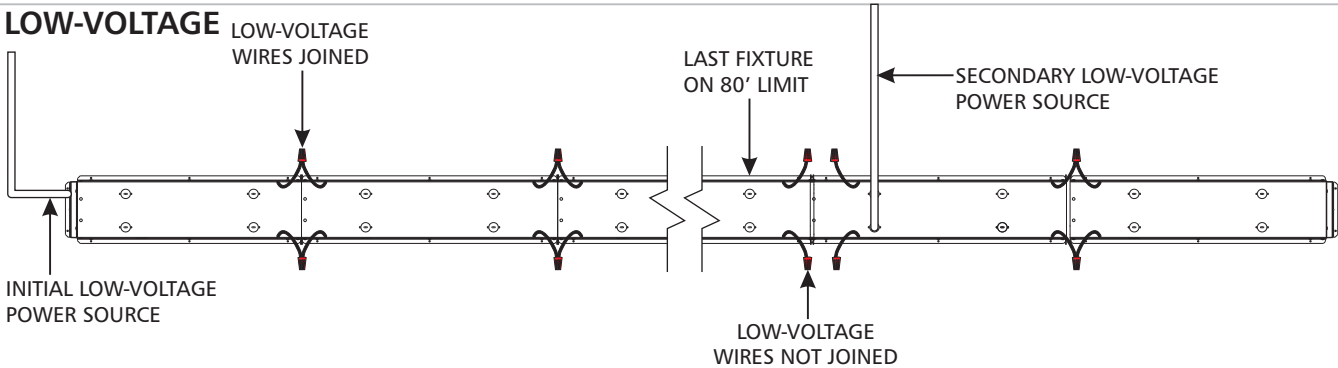 LOW-VOLTAGE
LOW-VOLTAGE
WIRES JOINED
LAST FIXTURE
ON 80’ LIMIT
SECONDARY LOW-VOLTAGE
POWER SOURCE
INITIAL LOW-VOLTAGE
POWER SOURCE
LOW-VOLTAGE
WIRES NOT JOINED